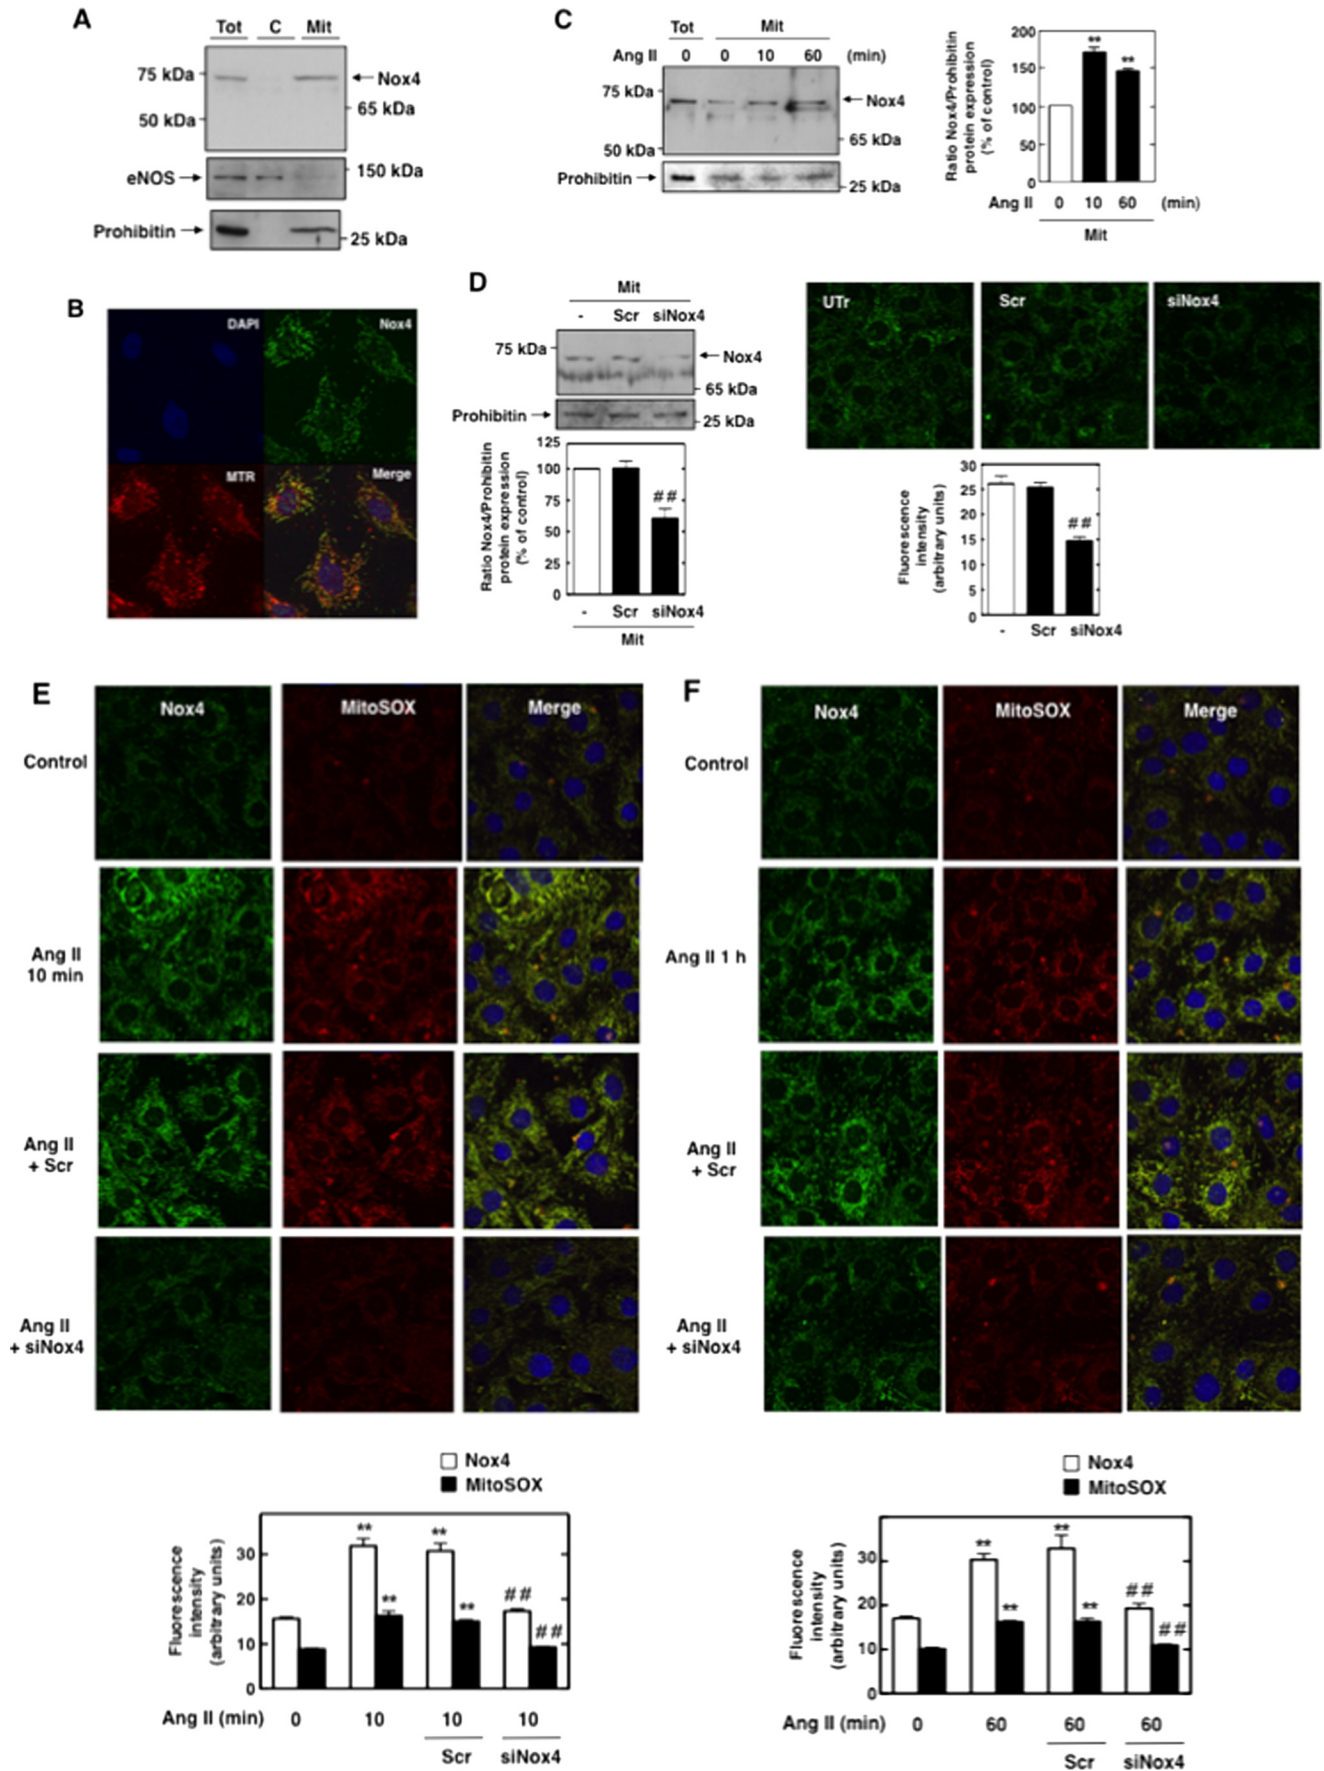 A
Tot C Mit
75 kDa
Nox4
65 kDa
50 kDa
eNOS
150 kDa
Prohibitin
25 kDa
B
DAPI
Nox4
MTR
Merge
C
Tot Mit
Ang II 0 0 10 60 (min)
75 kDa
Nox4
65 kDa
50 kDa
Prohibitin
25 kDa
Ratio Nox4/Prohibitin
protein expression
(% of control)
200
150
100
50
0
**
**
Ang II 0 10 60 (min)
Mit
D
Mit
- Scr siNox4
75 kDa
Nox4
65 kDa
Prohibitin
25 kDa
Ratio Nox4/Prohibitin
protein expression
(% of control)
125
100
75
50
25
0
##
- Scr siNox4
Mit
UTr
Scr
siNox4
Fluorescence
intensity
(arbitrary units)
30
25
20
15
10
5
0
##
- Scr siNox4
E
Nox4 MitoSOX Merge
Control
Ang II
10 min
Ang II
+ Scr
Ang II
+ siNox4
Nox4
MitoSOX
Fluorescence
intensity
(arbitrary units)
30
20
10
0
** ** ** ** ## ##
Ang II (min) 0 10 10 10
Scr siNox4
F
Nox4 MitoSOX Merge
Control
Ang II 1 h
Ang II
+ Scr
Ang II
+ siNox4
Nox4
MitoSOX
Fluorescence
intensity
(arbitrary units)
30
20
10
0
** ** ** ** ## ##
Ang II (min) 0 60 60 60
Scr siNox4